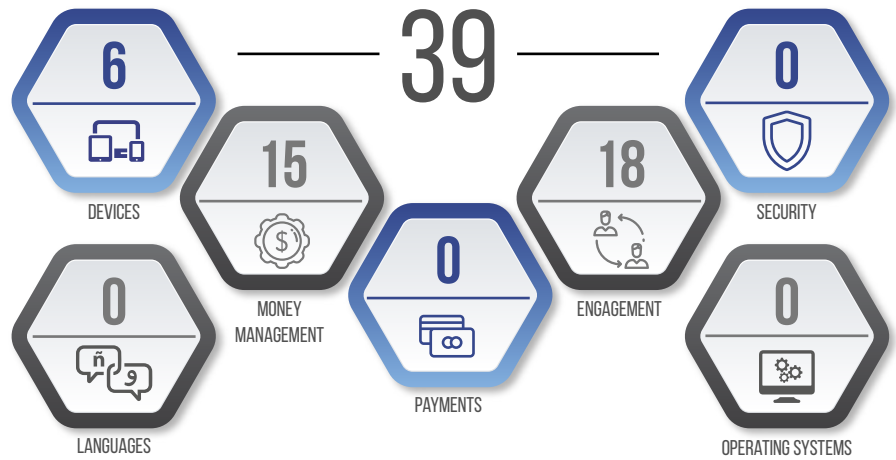 39
6
DEVICES
15
MONEY
MANAGEMENT
0
PAYMENTS
18
ENGAGEMENT
0
SECURITY
0
ñ
و
LANGUAGES
0
OPERATING SYSTEMS
$